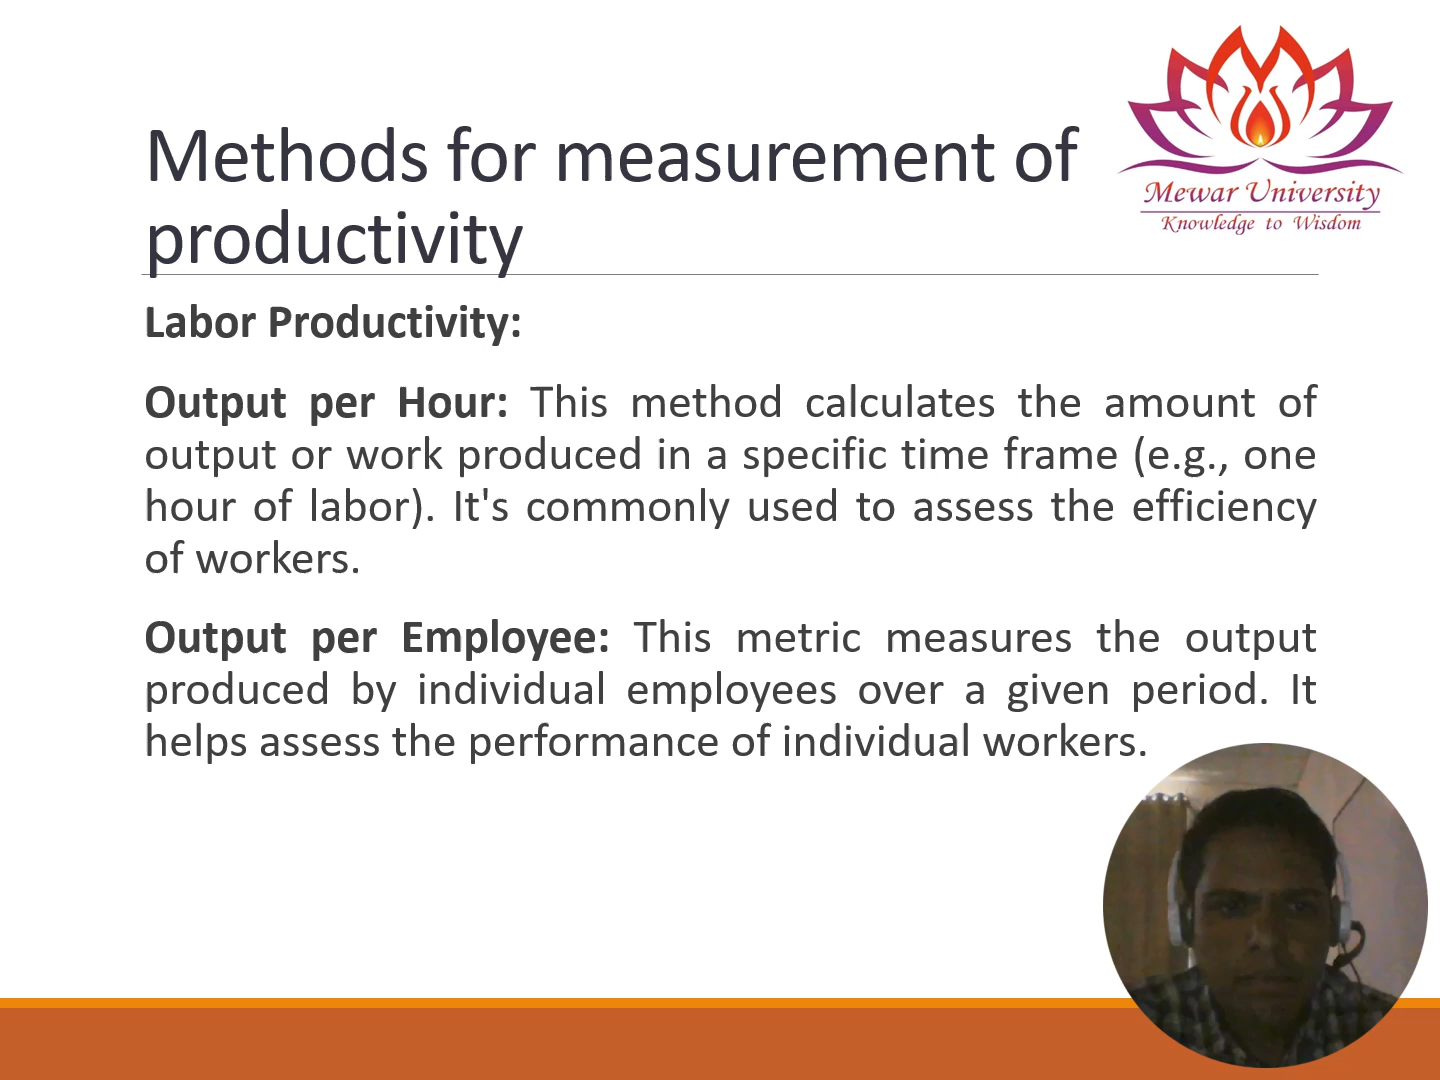 Mewar University
Knowledge to Wisdom
Methods for measurement of
productivity
Labor Productivity:
Output per Hour: This method calculates the amount of
output or work produced in a specific time frame (e.g., one
hour of labor). It's commonly used to assess the efficiency
of workers.
Output per Employee: This metric measures the output
produced by individual employees over a given period. It
helps assess the performance of individual workers.